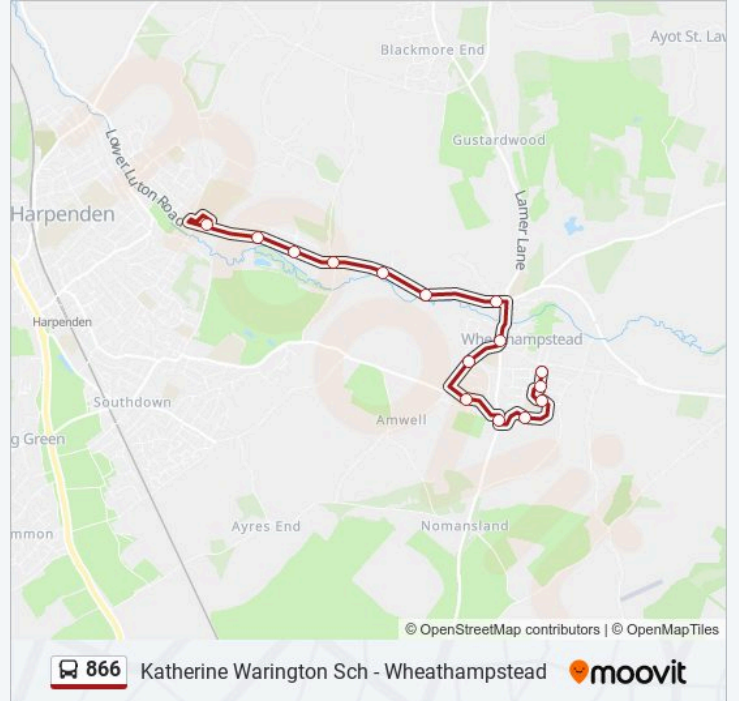 Blackmore End
Ayot St. Law
Gustardwood
Lower Luton Road
Lamer Lane
Harpenden
Harpenden
Wheathampstead
Southdown
Amwell
g Green
Ayres End
Nomansland
mmon
© OpenStreetMap contributors | © OpenMapTiles
866 Katherine Warington Sch - Wheathampstead moovit